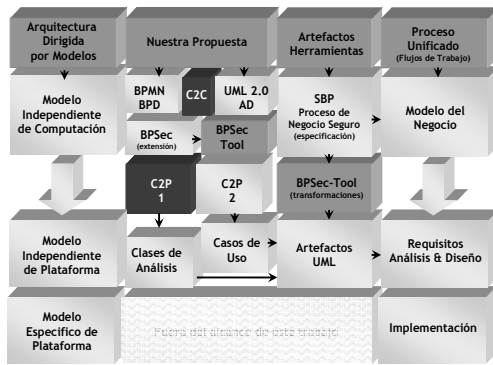 Arquitectura
Dirigida
por Modelos
Nuestra Propuesta
Artefactos
Herramientas
Proceso
Unificado
(Flujos de Trabajo)
Modelo
Independiente
de Computación
BPMN
BPD
C2C
UML 2.0
AD
BPSec
(extensión)
BPSec
Tool
SBP
Proceso de
Negocio Seguro
(especificación)
Modelo del
Negocio
C2P
1
C2P
2
BPSec-Tool
(transformaciones)
Modelo
Independiente
de Plataforma
Clases de
Análisis
Casos de
Uso
Artefactos
UML
Requisitos
Análisis & Diseño
Modelo
Especifico de
Plataforma
Fuera del alcance de este trabajo
Implementación